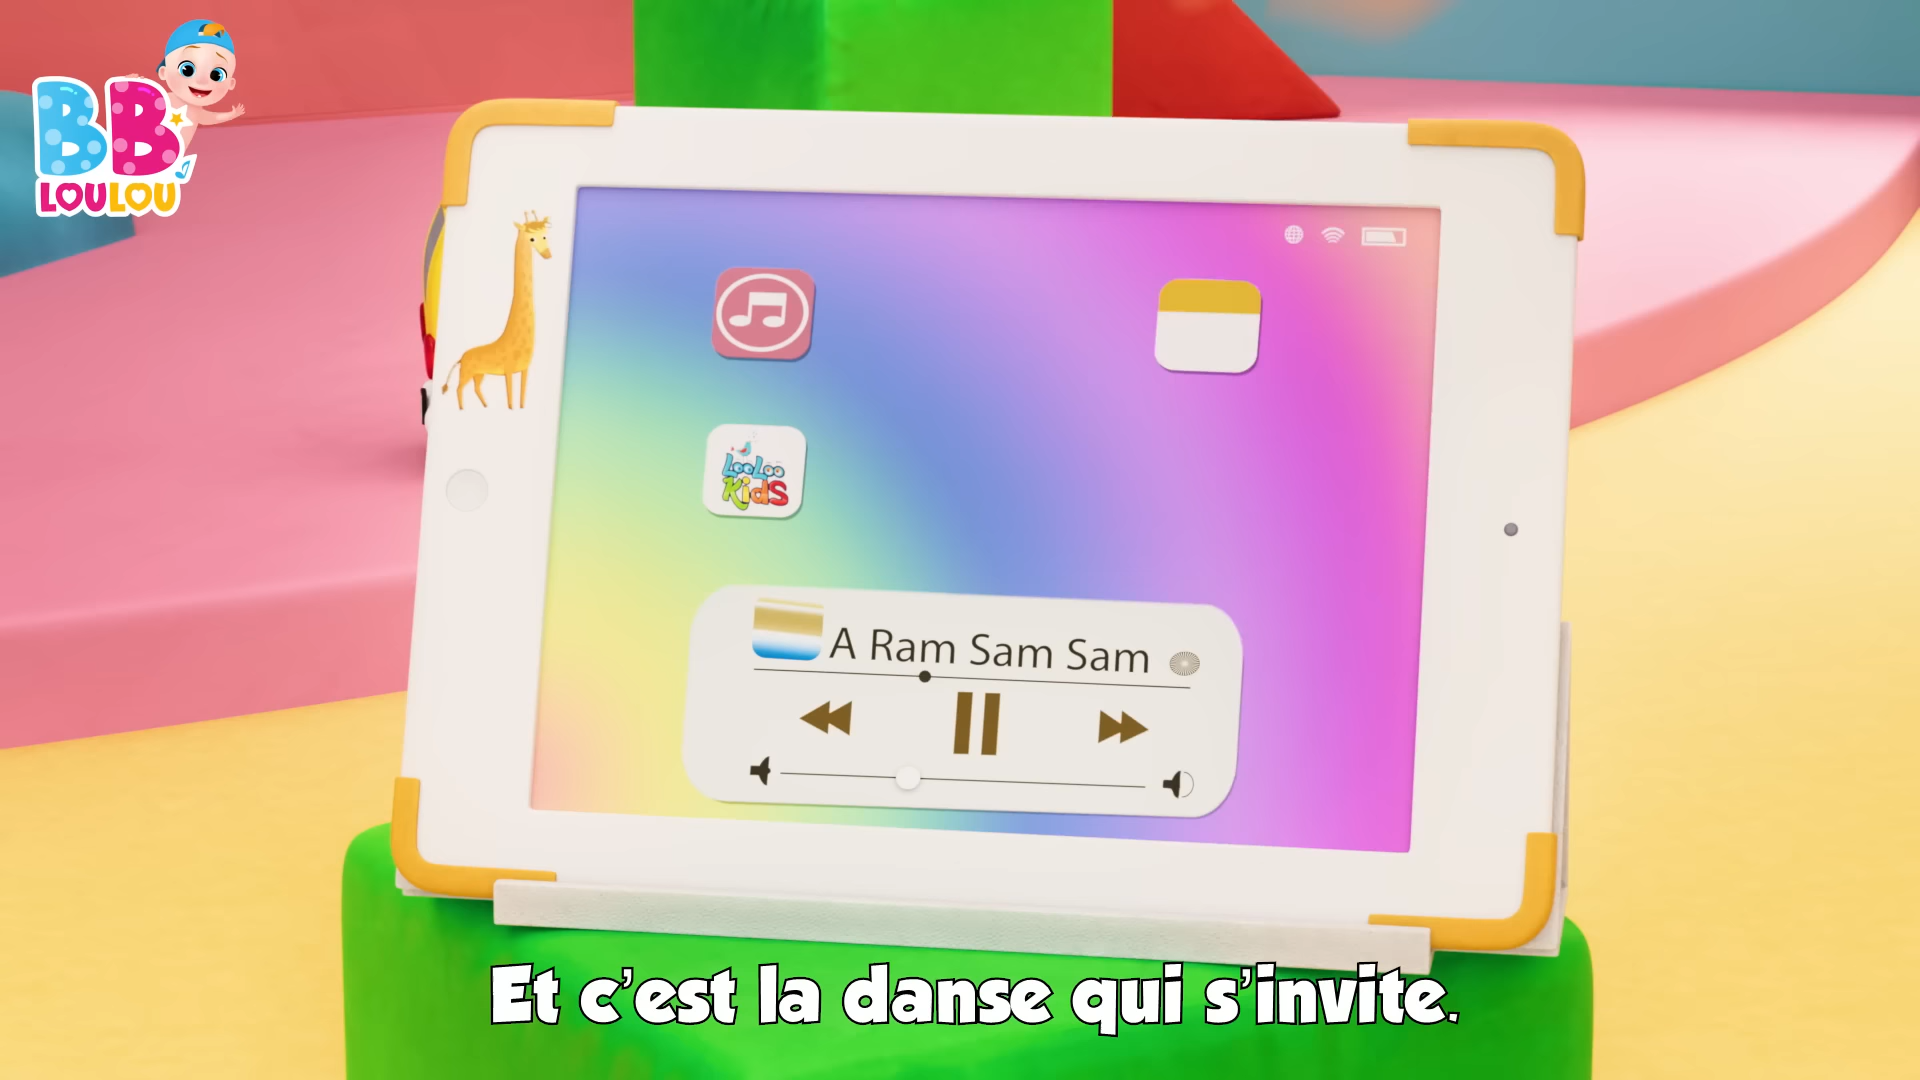 BB
LOULOU
LooLoo
Kids
A Ram Sam Sam
Et c'est la danse qui s'invite.